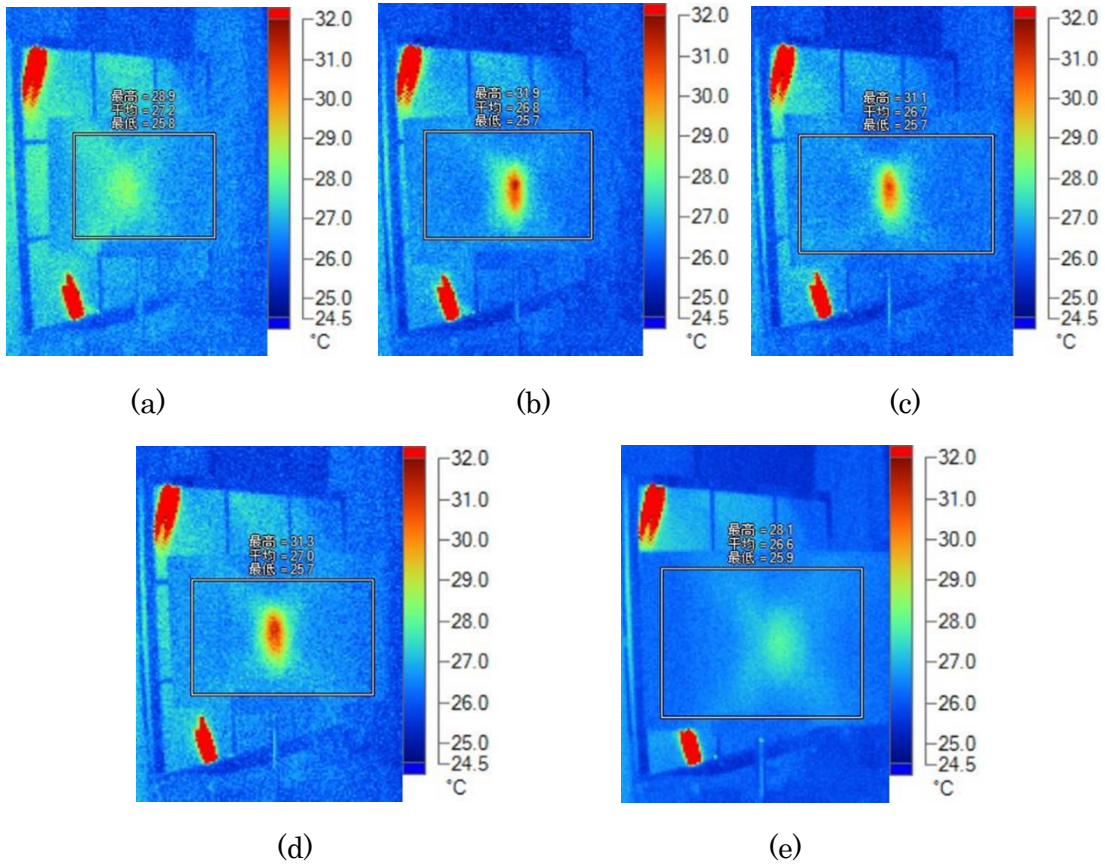 32.0
31.0
30.0
29.0
28.0
27.0
26.0
25.0
24.5
°C
最高 = 28.9
平均 = 27.2
最低 = 25.8
(a)
32.0
31.0
30.0
29.0
28.0
27.0
26.0
25.0
24.5
°C
最高 = 31.9
平均 = 26.8
最低 = 25.7
(b)
32.0
31.0
30.0
29.0
28.0
27.0
26.0
25.0
24.5
°C
最高 = 31.1
平均 = 26.7
最低 = 25.7
(c)
32.0
31.0
30.0
29.0
28.0
27.0
26.0
25.0
24.5
°C
最高 = 31.3
平均 = 27.0
最低 = 25.7
(d)
32.0
31.0
30.0
29.0
28.0
27.0
26.0
25.0
24.5
°C
最高 = 28.1
平均 = 26.6
最低 = 25.9
(e)